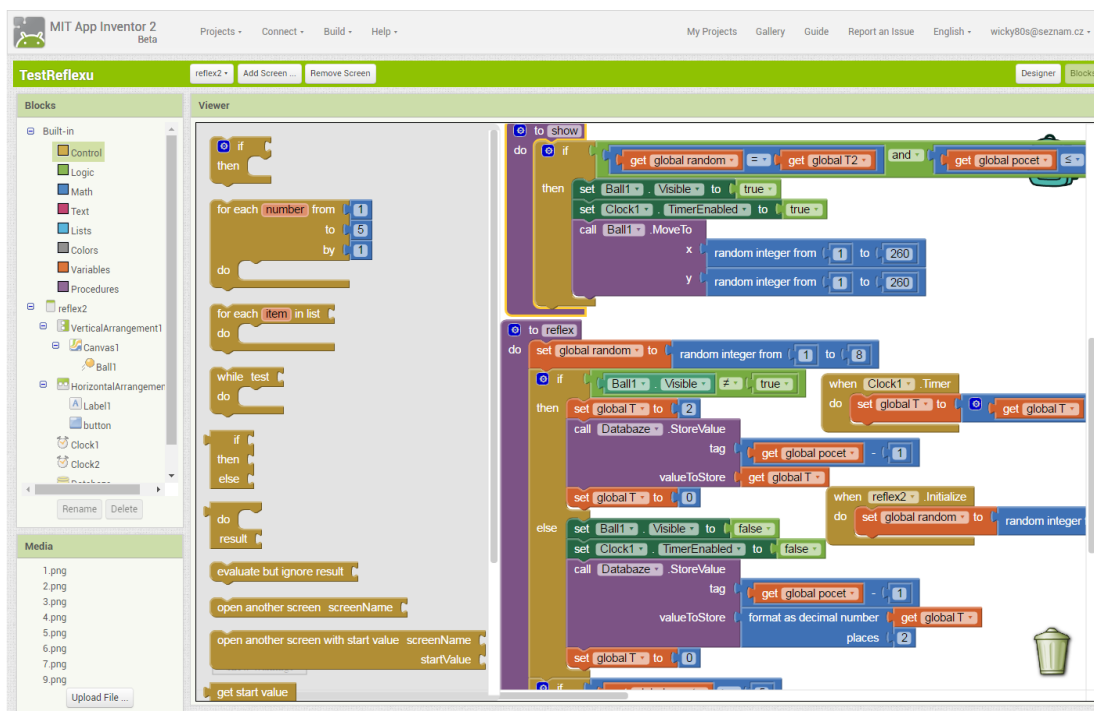 MIT App Inventor 2
Beta
Projects Connect Build Help My Projects Gallery Guide Report an Issue English wicky80s@seznam.cz
TestReflexu reflex2 Add Screen ... Remove Screen Designer Blocks
Blocks
Built-in
Control
Logic
Math
Text
Lists
Colors
Variables
Procedures
reflex2
VerticalArrangement1
Canvas1
Ball1
HorizontalArrangemer
Label1
button
Clock1
Clock2
Rename Delete
Media
1.png
2.png
3.png
4.png
5.png
6.png
7.png
9.png
Upload File ...
Viewer
if
then
for each number from 1
to 5
by 1
do
for each item in list
do
while test
do
if
then
else
do
result
evaluate but ignore result
open another screen screenName
open another screen with start value screenName
startValue
get start value
to show
do if get global random = get global T2 and get global pocet ≤
then set Ball1 . Visible to true
set Clock1 . TimerEnabled to true
call Ball1 .MoveTo
x random integer from 1 to 260
y random integer from 1 to 260
to reflex
do set global random to random integer from 1 to 8
if Ball1 . Visible ≠ true
then set global T to 2
call Databaze .StoreValue
tag get global pocet - 1
valueToStore get global T
set global T to 0
else set Ball1 . Visible to false
set Clock1 . TimerEnabled to false
call Databaze .StoreValue
tag get global pocet - 1
valueToStore format as decimal number get global T
places 2
set global T to 0
if
when Clock1 .Timer
do set global T to get global T
when reflex2 .Initialize
do set global random to random integer